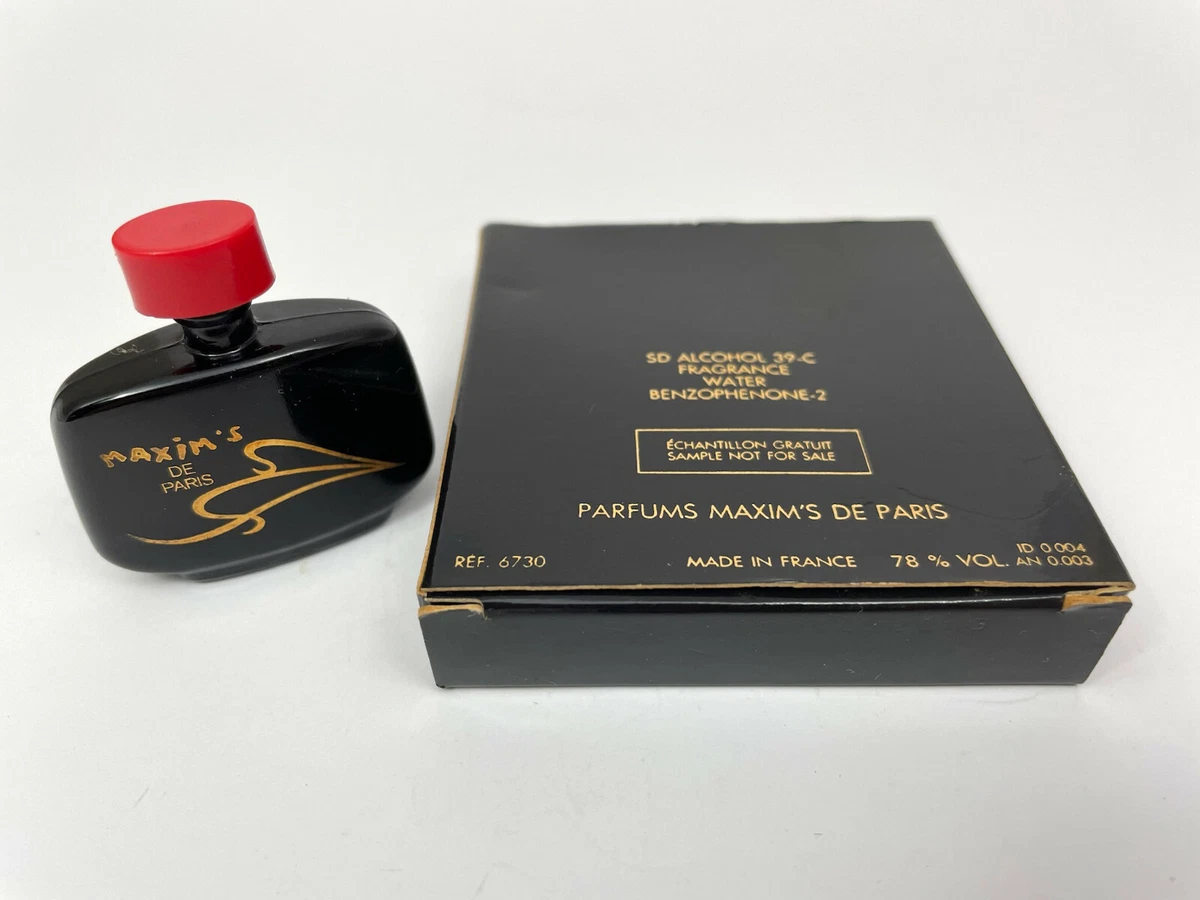 MAXiM'S
DE
PARIS
SD ALCOHOL 39-C
FRAGRANCE
WATER
BENZOPHENONE-2
ÉCHANTILLON GRATUIT
SAMPLE NOT FOR SALE
PARFUMS MAXIM'S DE PARIS
RÉF. 6730 MADE IN FRANCE 78 % VOL. ID 0.004
AN 0.003